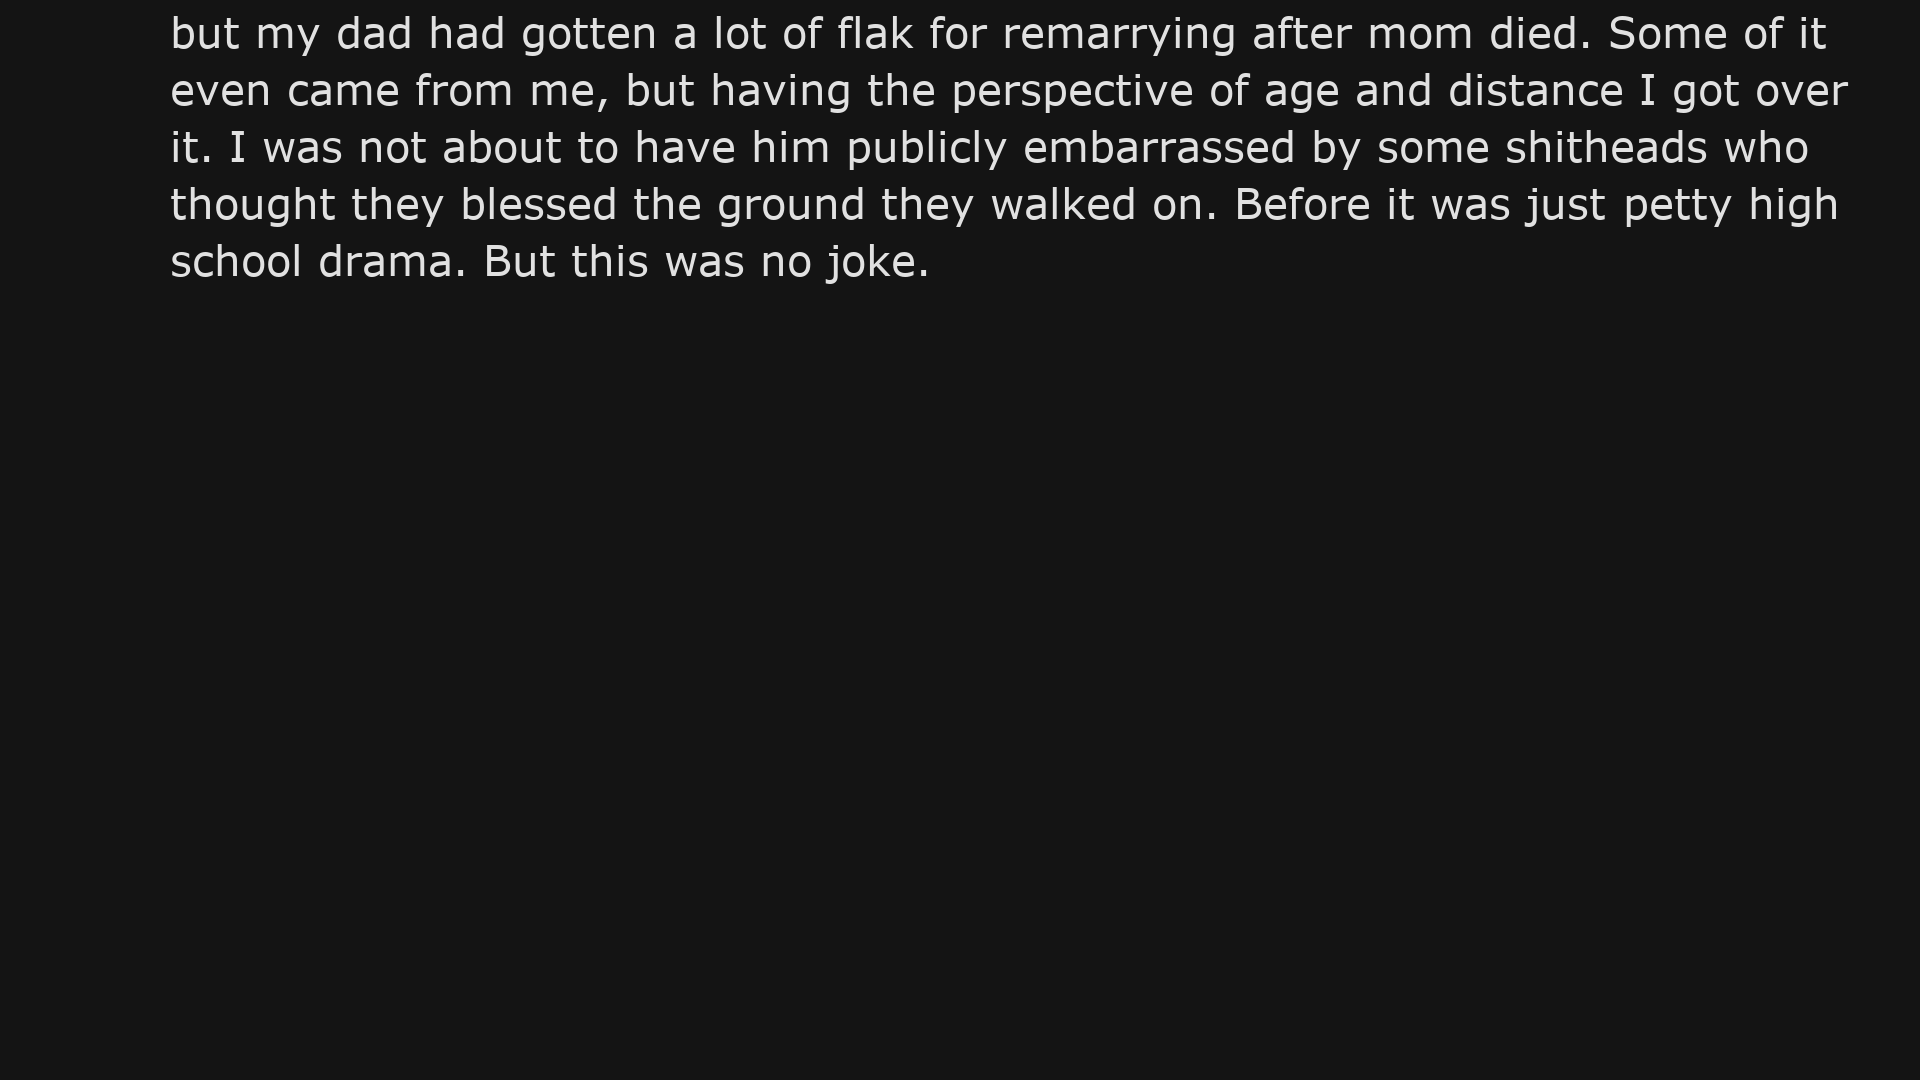 but my dad had gotten a lot of flak for remarrying after mom died. Some of it
even came from me, but having the perspective of age and distance I got over
it. I was not about to have him publicly embarrassed by some shitheads who
thought they blessed the ground they walked on. Before it was just petty high
school drama. But this was no joke.